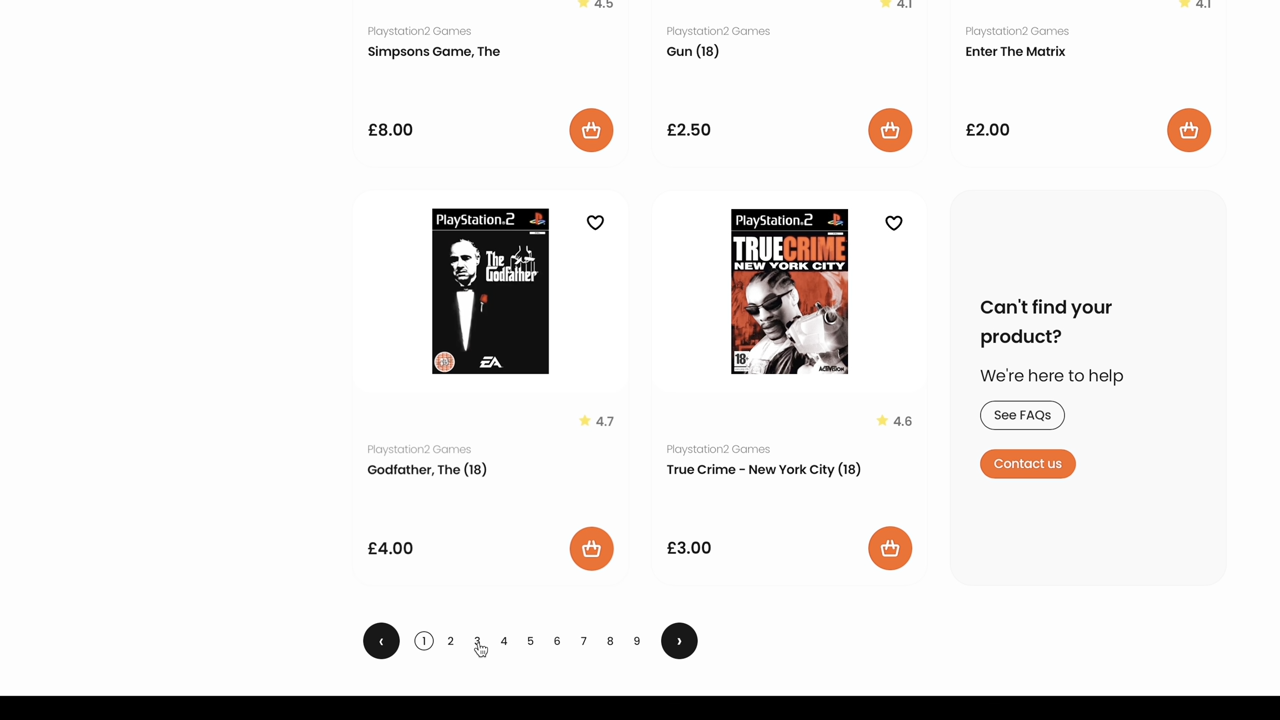 4.5
4.1
4.1
Playstation2 Games
Playstation2 Games
Playstation2 Games
Simpsons Game, The
Gun (18)
Enter The Matrix
£8.00
£2.50
£2.00
PlayStation.2
The
Godfather
EA
PlayStation.2
TRUE CRIME
NEW YORK CITY
18
ACTIVISION
Can't find your
product?
We're here to help
See FAQs
Contact us
4.7
4.6
Playstation2 Games
Playstation2 Games
Godfather, The (18)
True Crime - New York City (18)
£4.00
£3.00
‹ 1 2 3 4 5 6 7 8 9 ›